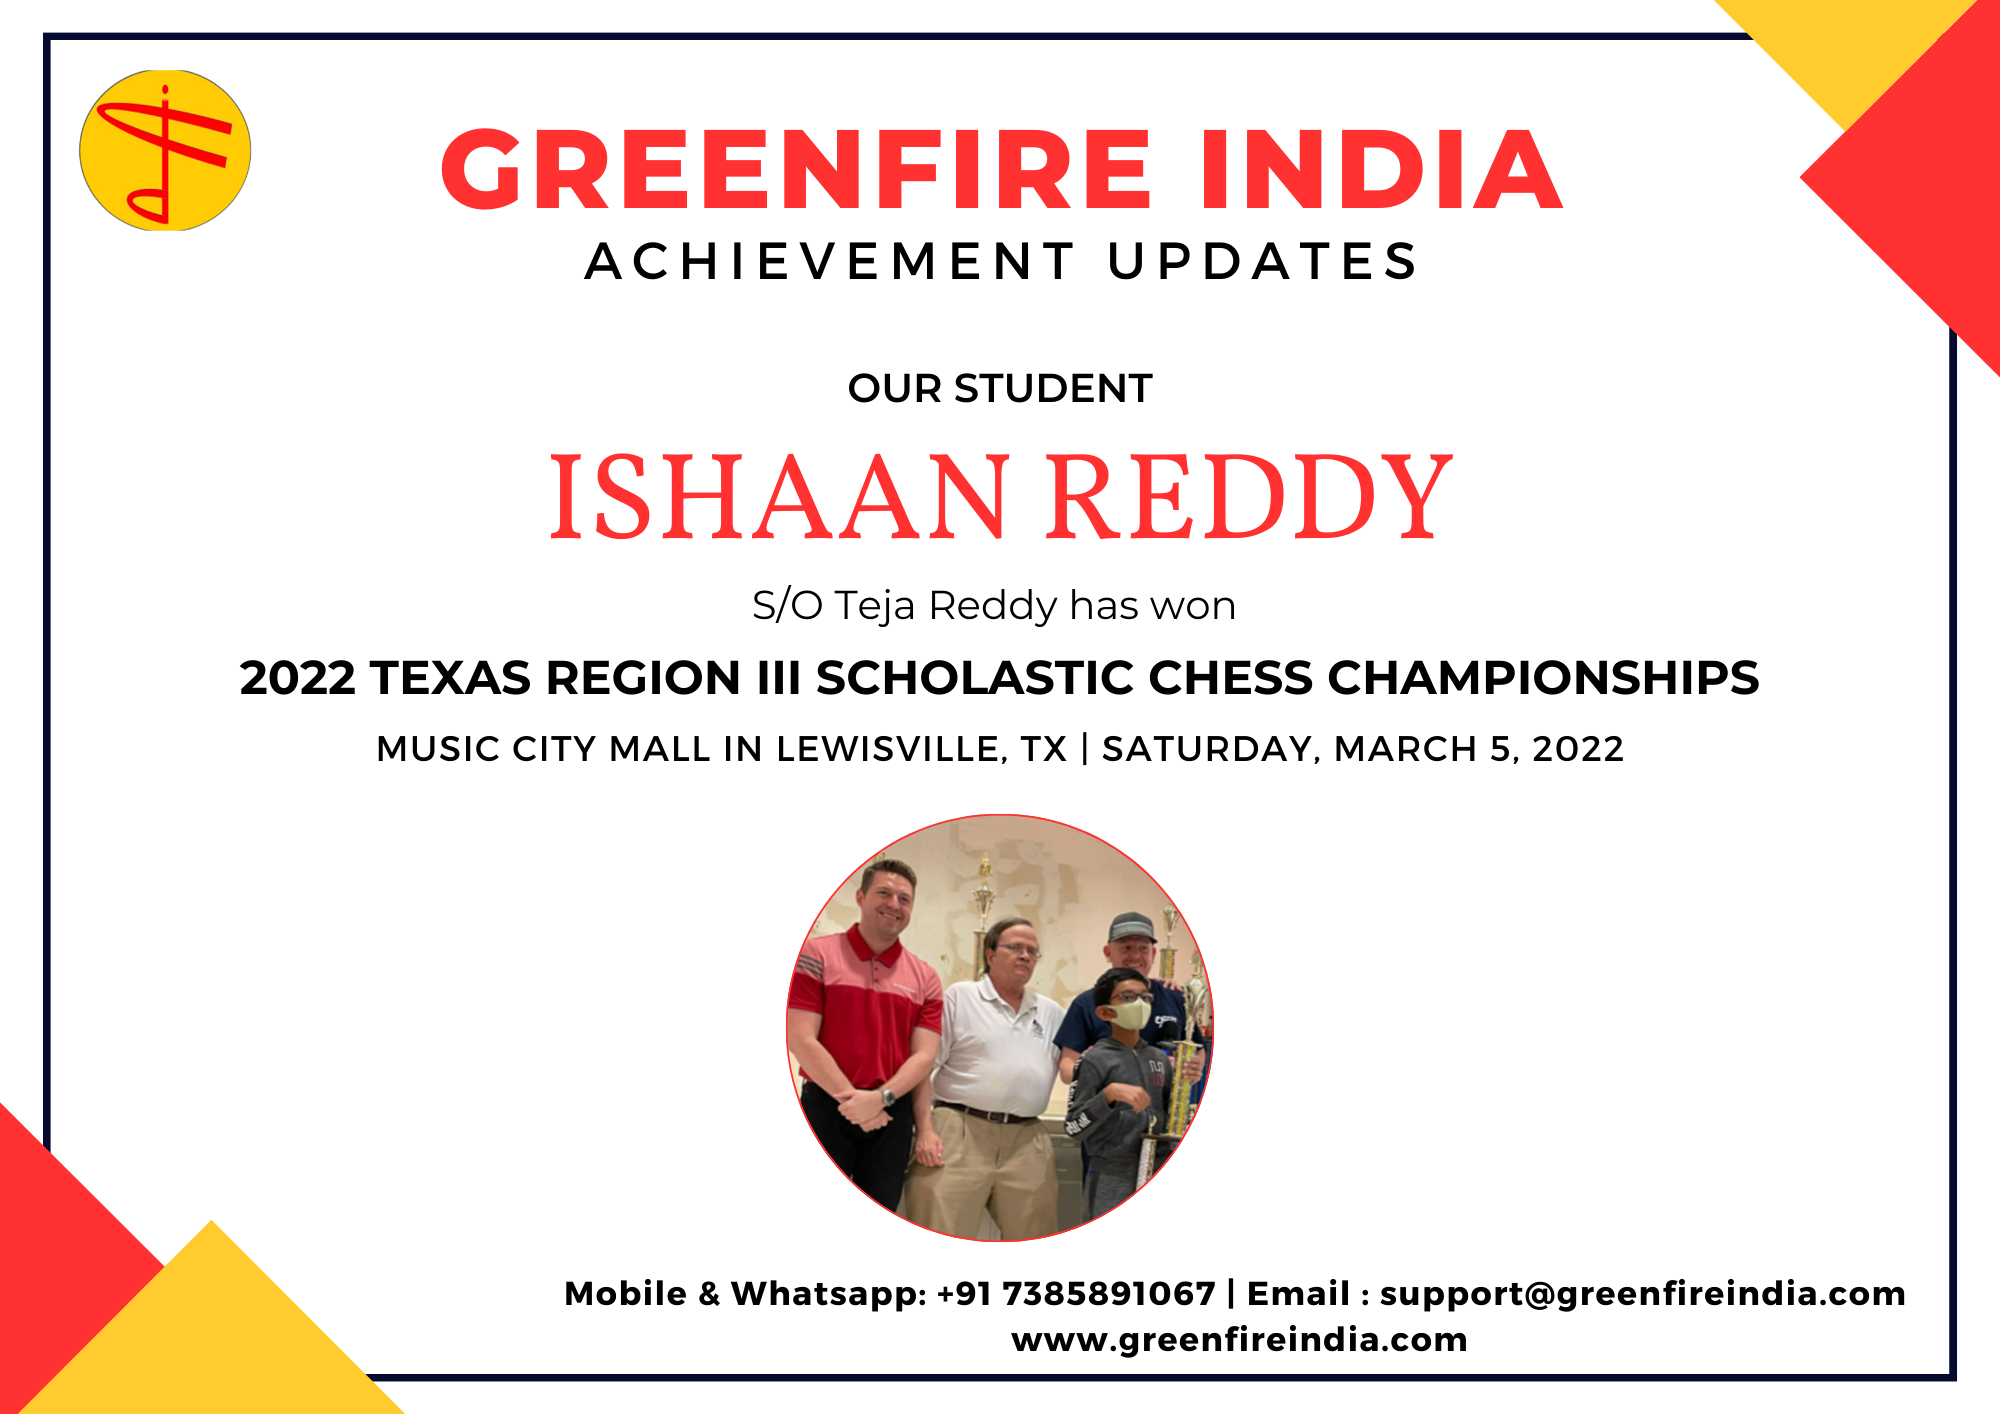 GREENFIRE INDIA
ACHIEVEMENT UPDATES
OUR STUDENT
ISHAAN REDDY
S/O Teja Reddy has won
2022 TEXAS REGION III SCHOLASTIC CHESS CHAMPIONSHIPS
MUSIC CITY MALL IN LEWISVILLE, TX | SATURDAY, MARCH 5, 2022
Mobile & Whatsapp: +91 7385891067 | Email : support@greenfireindia.com
www.greenfireindia.com